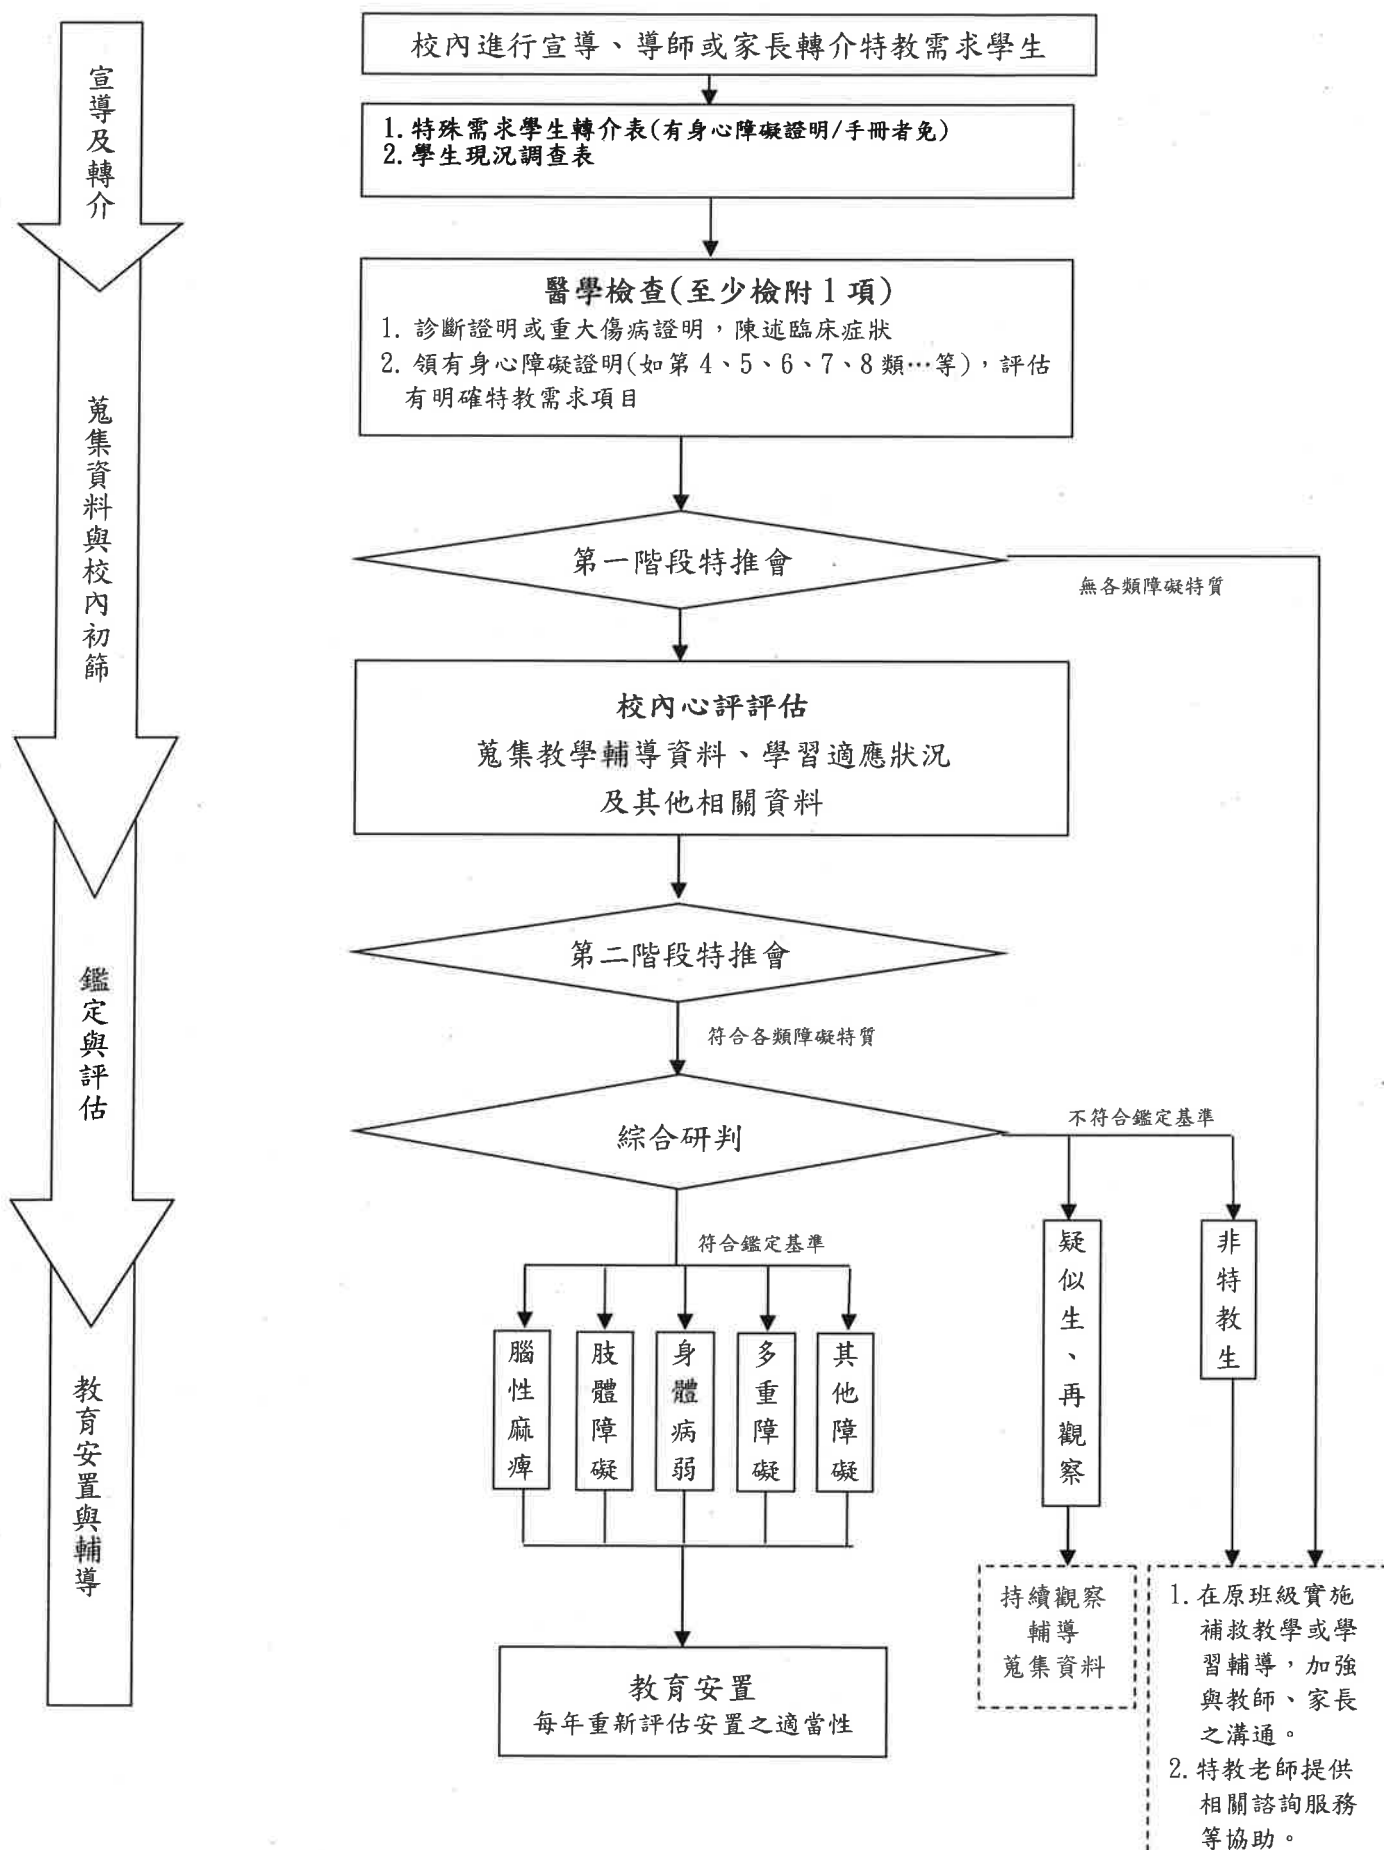 宣導及轉介
蒐集資料與校內初篩
鑑定與評估
教育安置與輔導
校內進行宣導、導師或家長轉介特教需求學生
1. 特殊需求學生轉介表(有身心障礙證明/手冊者免)
2. 學生現況調查表
醫學檢查(至少檢附 1 項)
1. 診斷證明或重大傷病證明，陳述臨床症狀
2. 領有身心障礙證明(如第 4、5、6、7、8 類…等)，評估
有明確特教需求項目
第一階段特推會
無各類障礙特質
校內心評評估
蒐集教學輔導資料、學習適應狀況
及其他相關資料
第二階段特推會
符合各類障礙特質
綜合研判
不符合鑑定基準
符合鑑定基準
腦性麻痺
肢體障礙
身體病弱
多重障礙
其他障礙
疑似生、再觀察
非特教生
教育安置
每年重新評估安置之適當性
持續觀察
輔導
蒐集資料
1. 在原班級實施
補救教學或學
習輔導，加強
與教師、家長
之溝通。
2. 特教老師提供
相關諮詢服務
等協助。